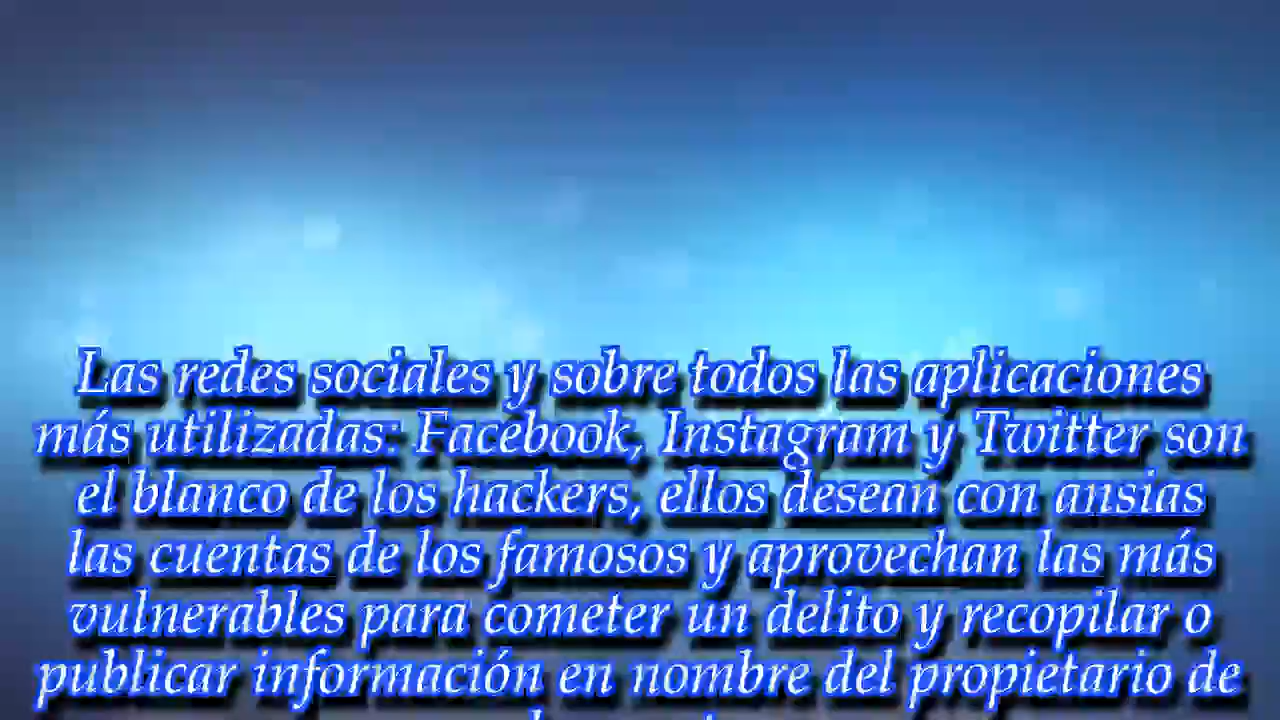 Las redes sociales y sobre todos las aplicaciones
más utilizadas: Facebook, Instagram y Twitter son
el blanco de los hackers, ellos desean con ansias
las cuentas de los famosos y aprovechan las más
vulnerables para cometer un delito y recopilar o
publicar información en nombre del propietario de